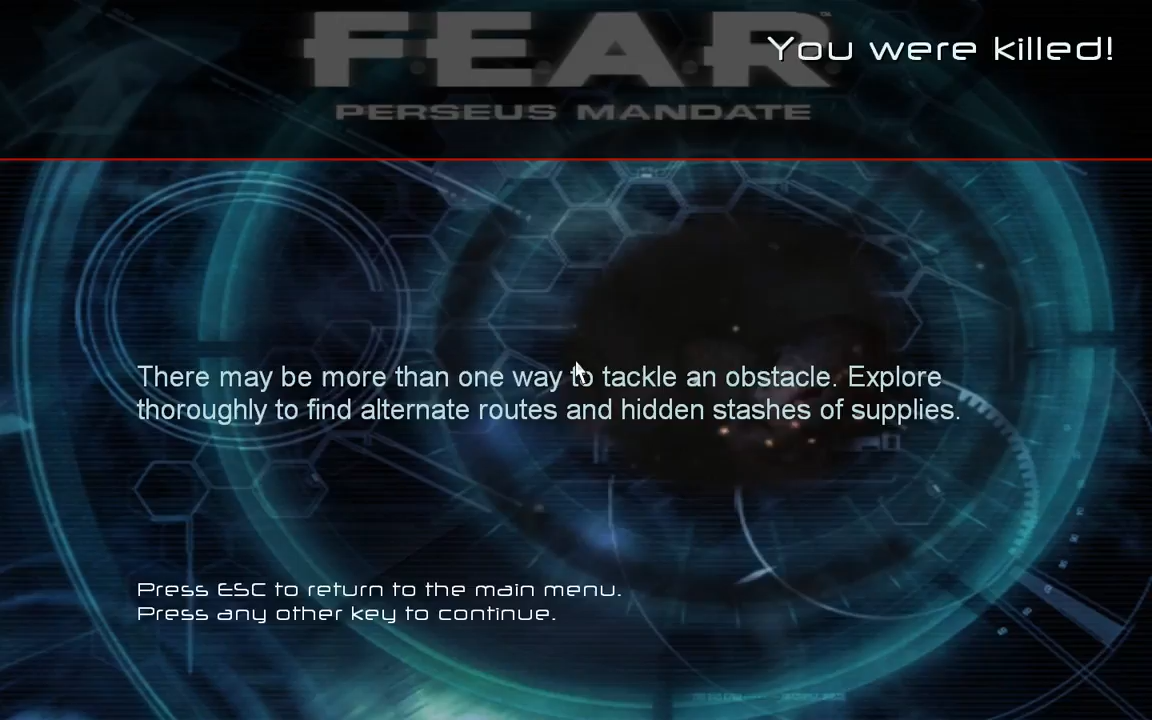 F.E.A.R.
You were killed!
PERSEUS MANDATE
There may be more than one way to tackle an obstacle. Explore
thoroughly to find alternate routes and hidden stashes of supplies.
Press ESC to return to the main menu.
Press any other key to continue.